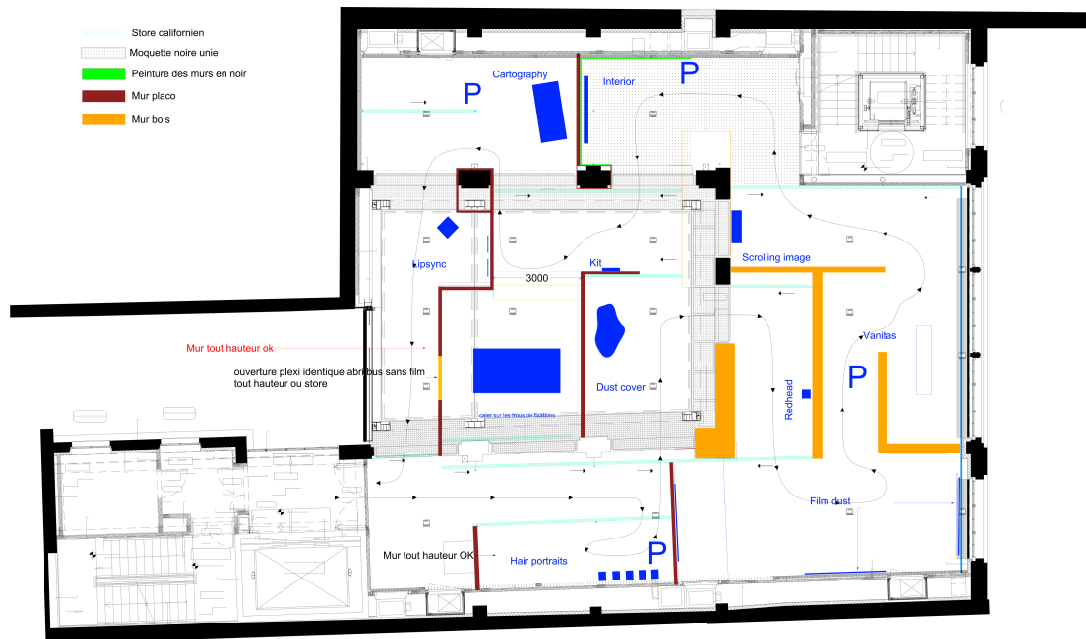 Store californien
Moquette noire unie
Peinture des murs en noir
Mur placo
Mur bois
Cartography
P
Interior
P
Lipsync
Kit
3000
Scrolling image
Mur tout hauteur ok
ouverture plexi identique abribus sans film
tout hauteur ou store
Vanitas
P
Dust cover
Redhead
caler sur les trous de fixations
Film dust
Mur tout hauteur OK
Hair portraits
P